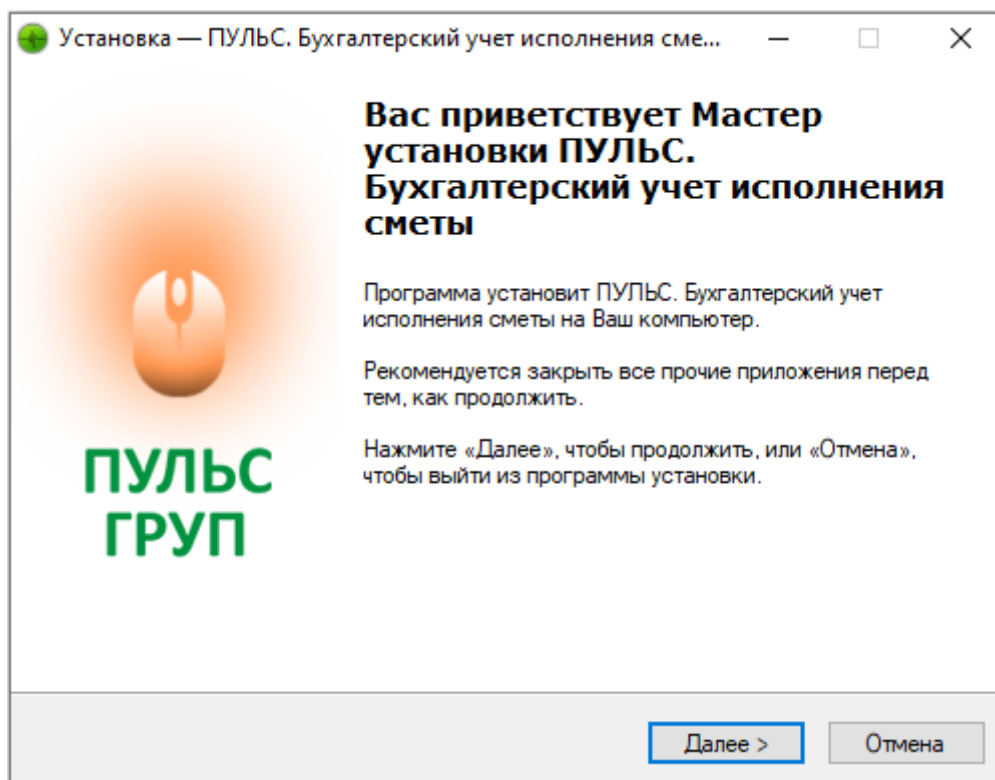 Установка — ПУЛЬС. Бухгалтерский учет исполнения сме...
Вас приветствует Мастер
установки ПУЛЬС.
Бухгалтерский учет исполнения
сметы
Программа установит ПУЛЬС. Бухгалтерский учет
исполнения сметы на Ваш компьютер.
Рекомендуется закрыть все прочие приложения перед
тем, как продолжить.
Нажмите «Далее», чтобы продолжить, или «Отмена»,
чтобы выйти из программы установки.
ПУЛЬС
ГРУП
Далее >
Отмена